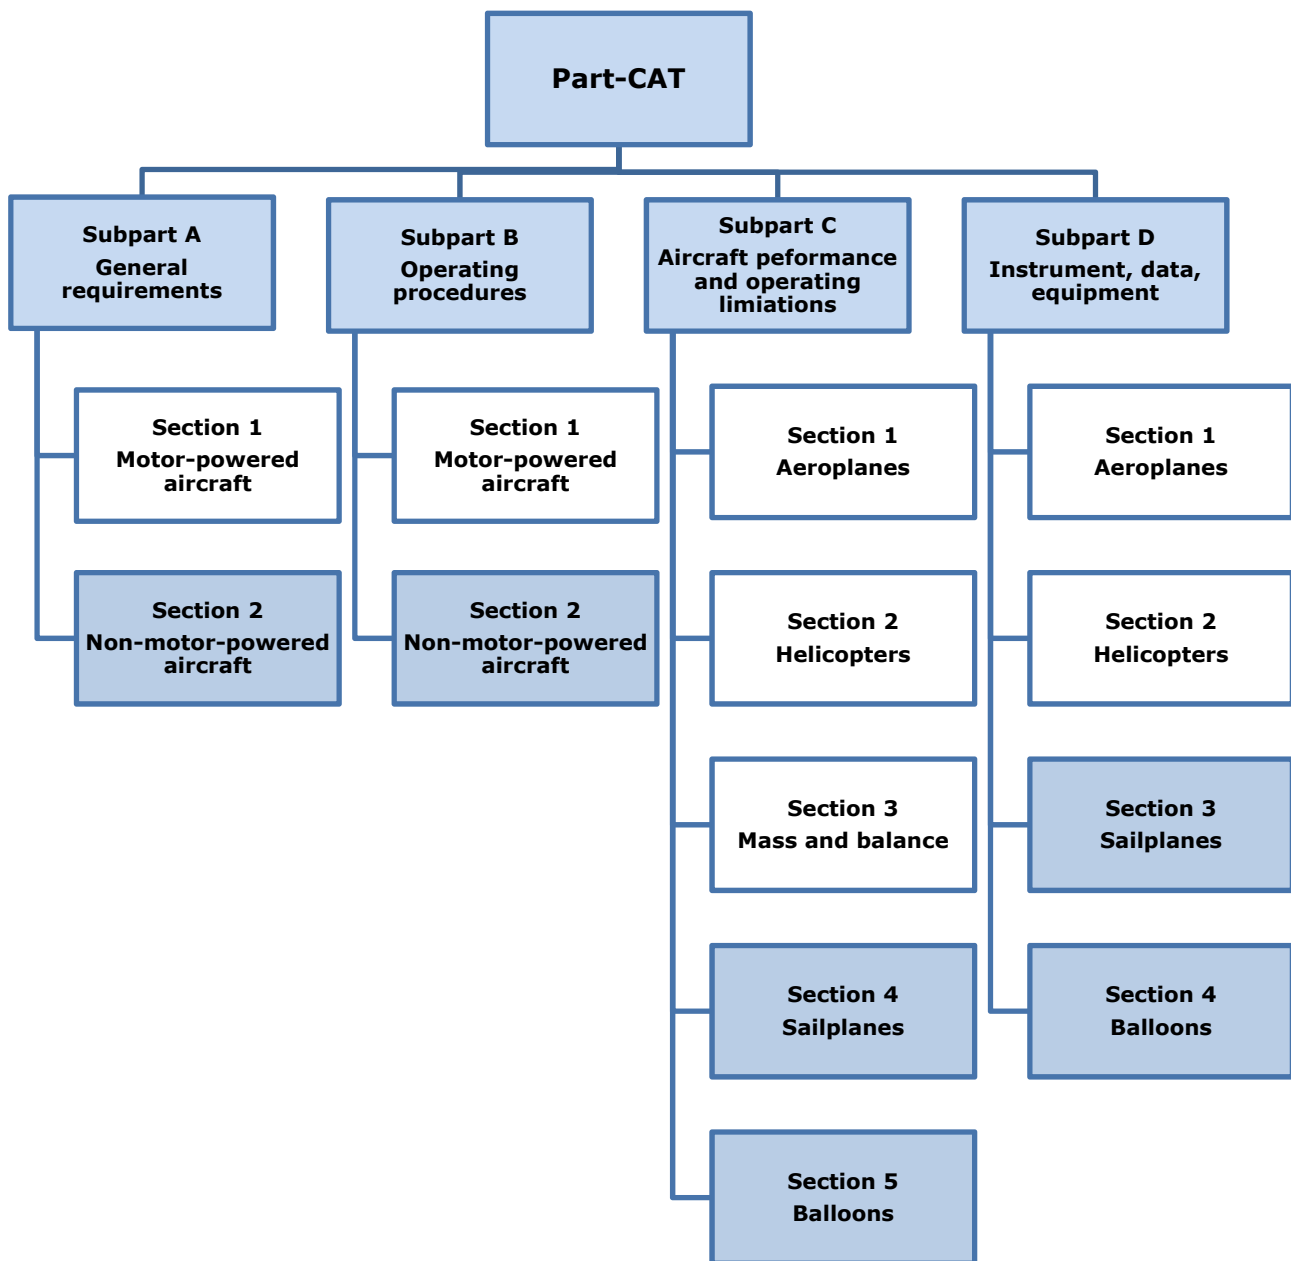 Part-CAT
Subpart A
General
requirements
Subpart B
Operating
procedures
Subpart C
Aircraft peformance
and operating
limiations
Subpart D
Instrument, data,
equipment
Section 1
Motor-powered
aircraft
Section 2
Non-motor-powered
aircraft
Section 1
Motor-powered
aircraft
Section 2
Non-motor-powered
aircraft
Section 1
Aeroplanes
Section 2
Helicopters
Section 3
Mass and balance
Section 4
Sailplanes
Section 5
Balloons
Section 1
Aeroplanes
Section 2
Helicopters
Section 3
Sailplanes
Section 4
Balloons